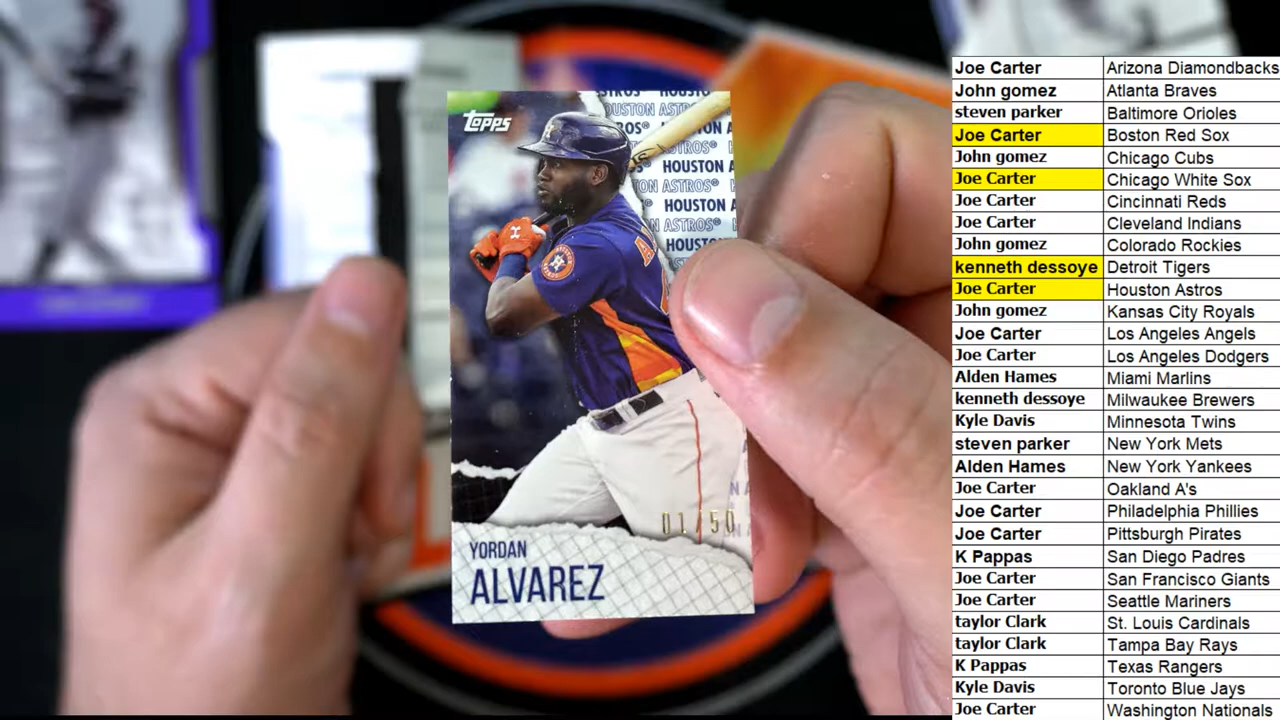 TOPPS
STROS® HOUSTO
HOUSTON ASTROS®
HOUSTON A
ASTROS®
HOUSTON A
ASTROS®
HOUSTON
01/50
YORDAN
ALVAREZ
Joe Carter Arizona Diamondbacks
John gomez Atlanta Braves
steven parker Baltimore Orioles
Joe Carter Boston Red Sox
John gomez Chicago Cubs
Joe Carter Chicago White Sox
Joe Carter Cincinnati Reds
Joe Carter Cleveland Indians
John gomez Colorado Rockies
kenneth dessoye Detroit Tigers
Joe Carter Houston Astros
John gomez Kansas City Royals
Joe Carter Los Angeles Angels
Joe Carter Los Angeles Dodgers
Alden Hames Miami Marlins
kenneth dessoye Milwaukee Brewers
Kyle Davis Minnesota Twins
steven parker New York Mets
Alden Hames New York Yankees
Joe Carter Oakland A's
Joe Carter Philadelphia Phillies
Joe Carter Pittsburgh Pirates
K Pappas San Diego Padres
Joe Carter San Francisco Giants
Joe Carter Seattle Mariners
taylor Clark St. Louis Cardinals
taylor Clark Tampa Bay Rays
K Pappas Texas Rangers
Kyle Davis Toronto Blue Jays
Joe Carter Washington Nationals